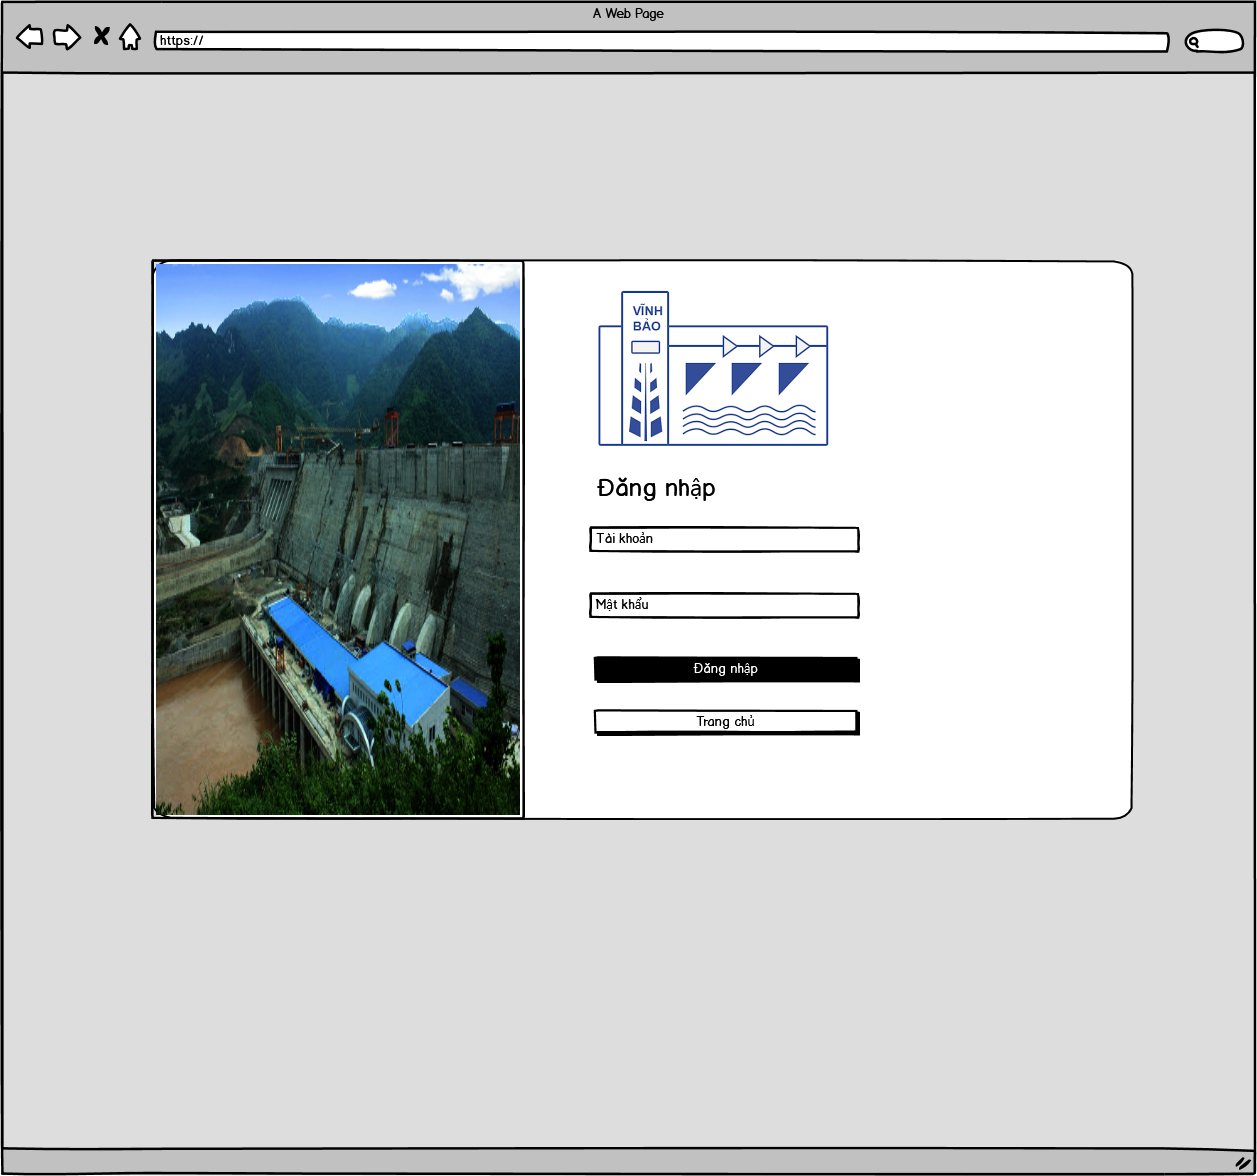 A Web Page
https://
VĨNH
BẢO
Đăng nhập
Tài khoản
Mật khẩu
Đăng nhập
Trang chủ